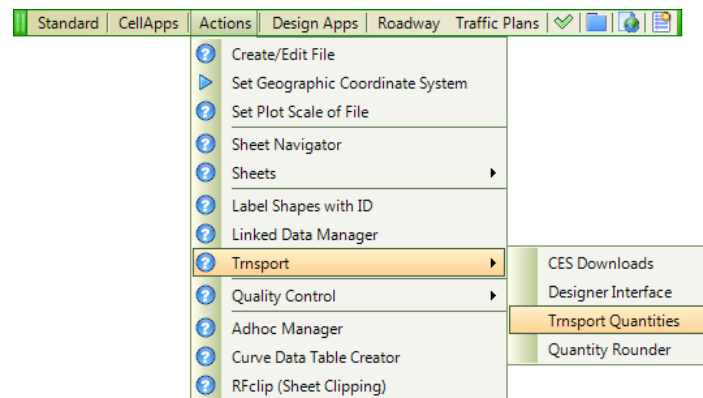 Standard CellApps Actions Design Apps Roadway Traffic Plans
Create/Edit File
Set Geographic Coordinate System
Set Plot Scale of File
Sheet Navigator
Sheets
Label Shapes with ID
Linked Data Manager
Trnsport
CES Downloads
Quality Control
Designer Interface
Trnsport Quantities
Adhoc Manager
Quantity Rounder
Curve Data Table Creator
RFclip (Sheet Clipping)